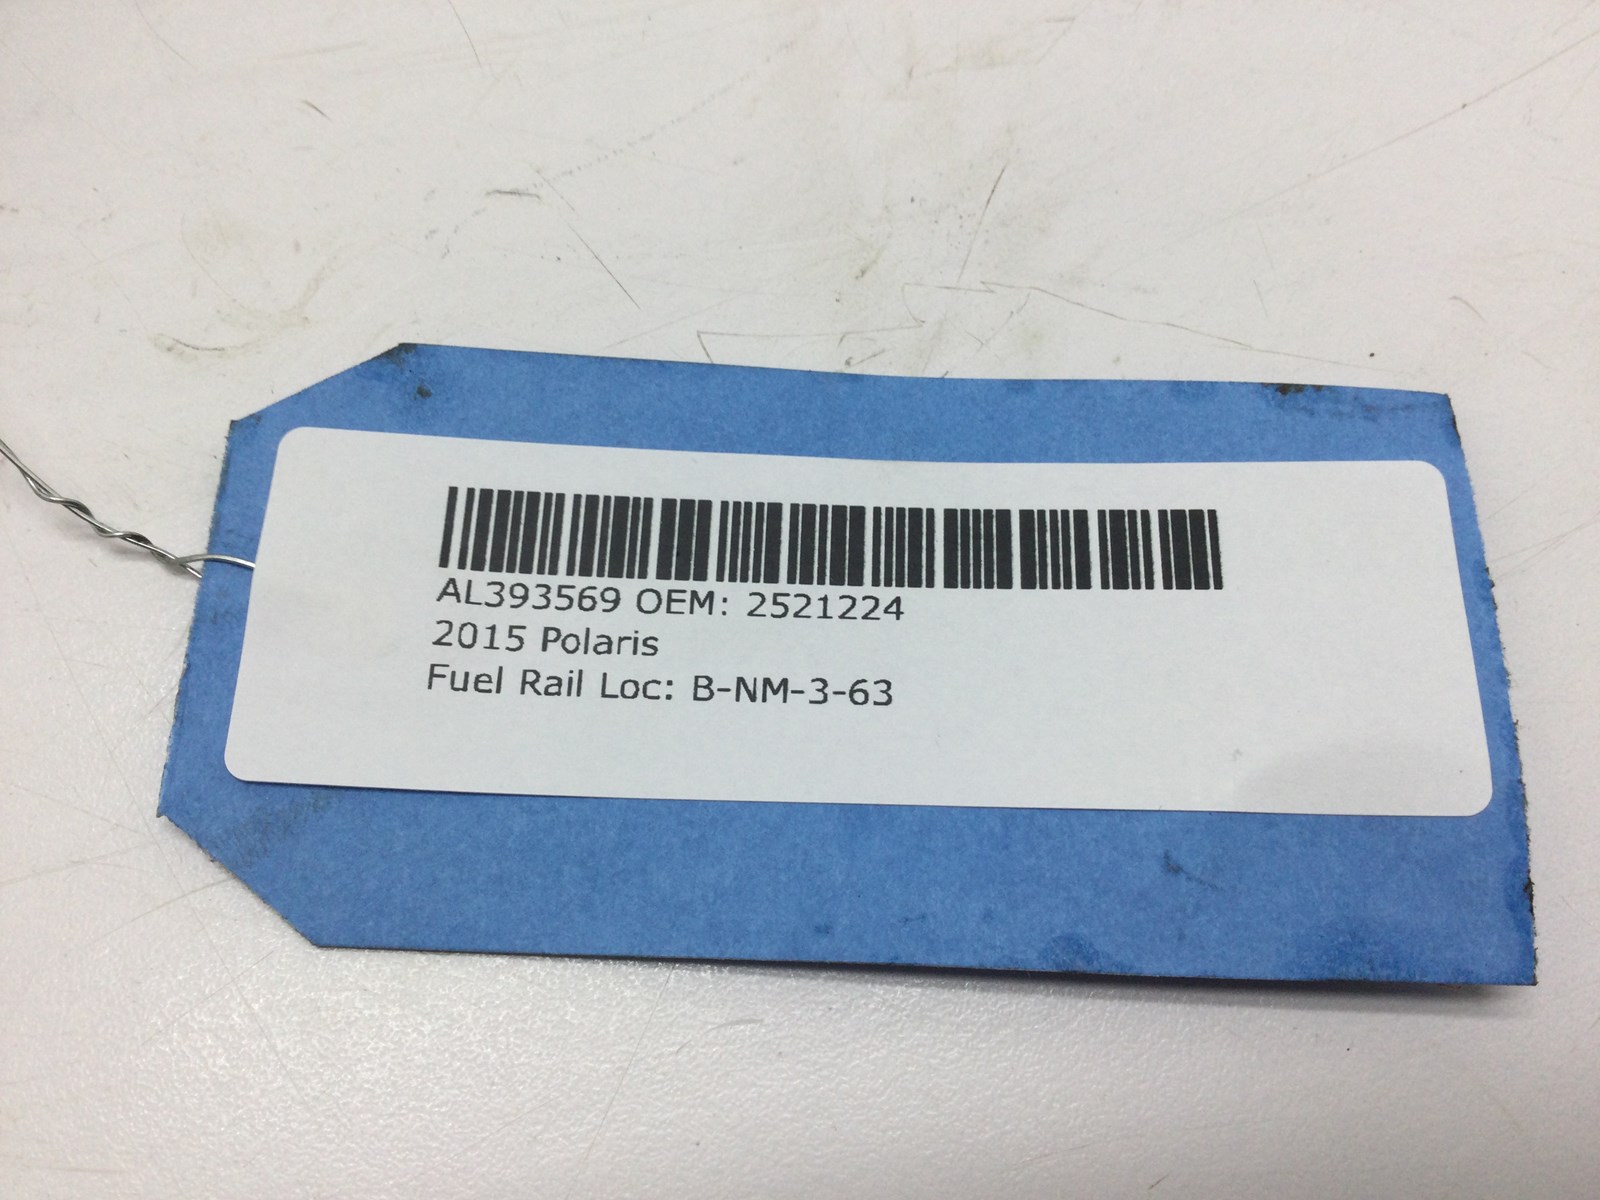 AL393569 OEM: 2521224
2015 Polaris
Fuel Rail Loc: B-NM-3-63